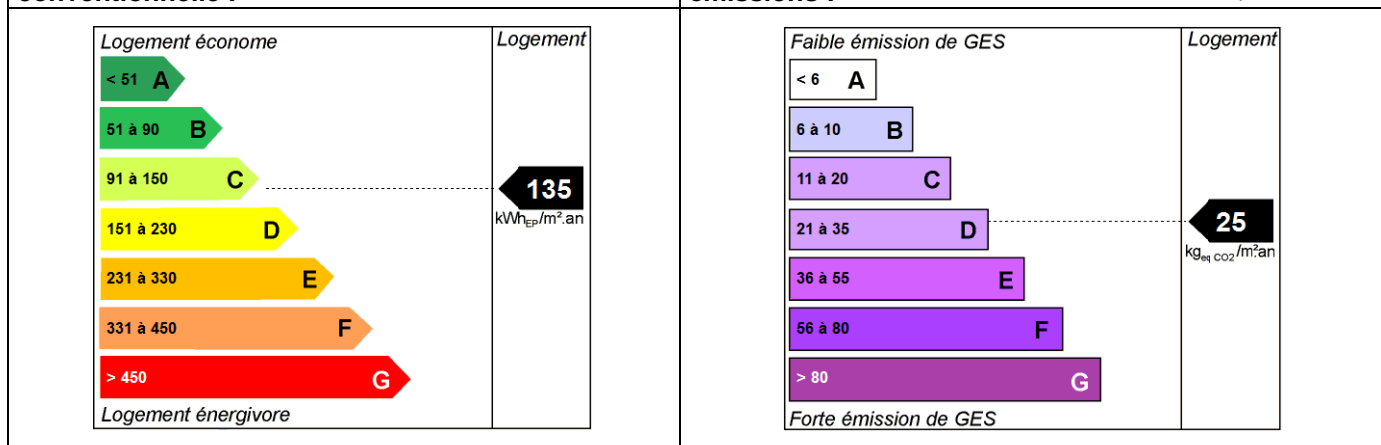 conventionnelle :
émissions :
Logement économe
Logement
< 51 A
51 à 90 B
91 à 150 C
135
kWhEP/m².an
151 à 230 D
231 à 330 E
331 à 450 F
> 450 G
Logement énergivore
Faible émission de GES
Logement
< 6 A
6 à 10 B
11 à 20 C
21 à 35 D
25
kgeq CO2/m².an
36 à 55 E
56 à 80 F
> 80 G
Forte émission de GES